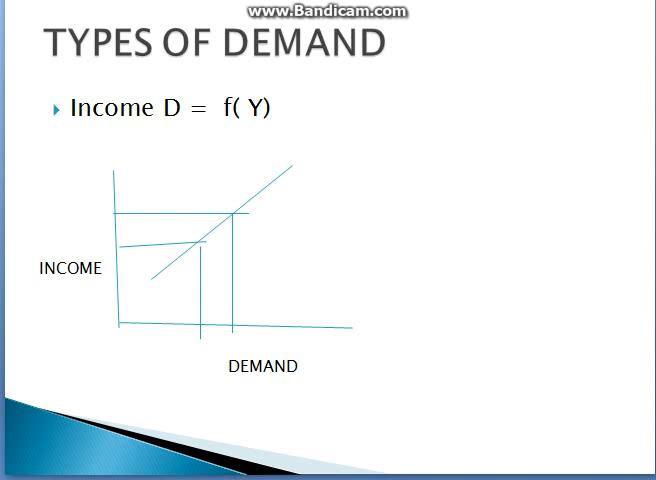 www.Bandicam.com
TYPES OF DEMAND
Income D = f( Y)
INCOME
DEMAND